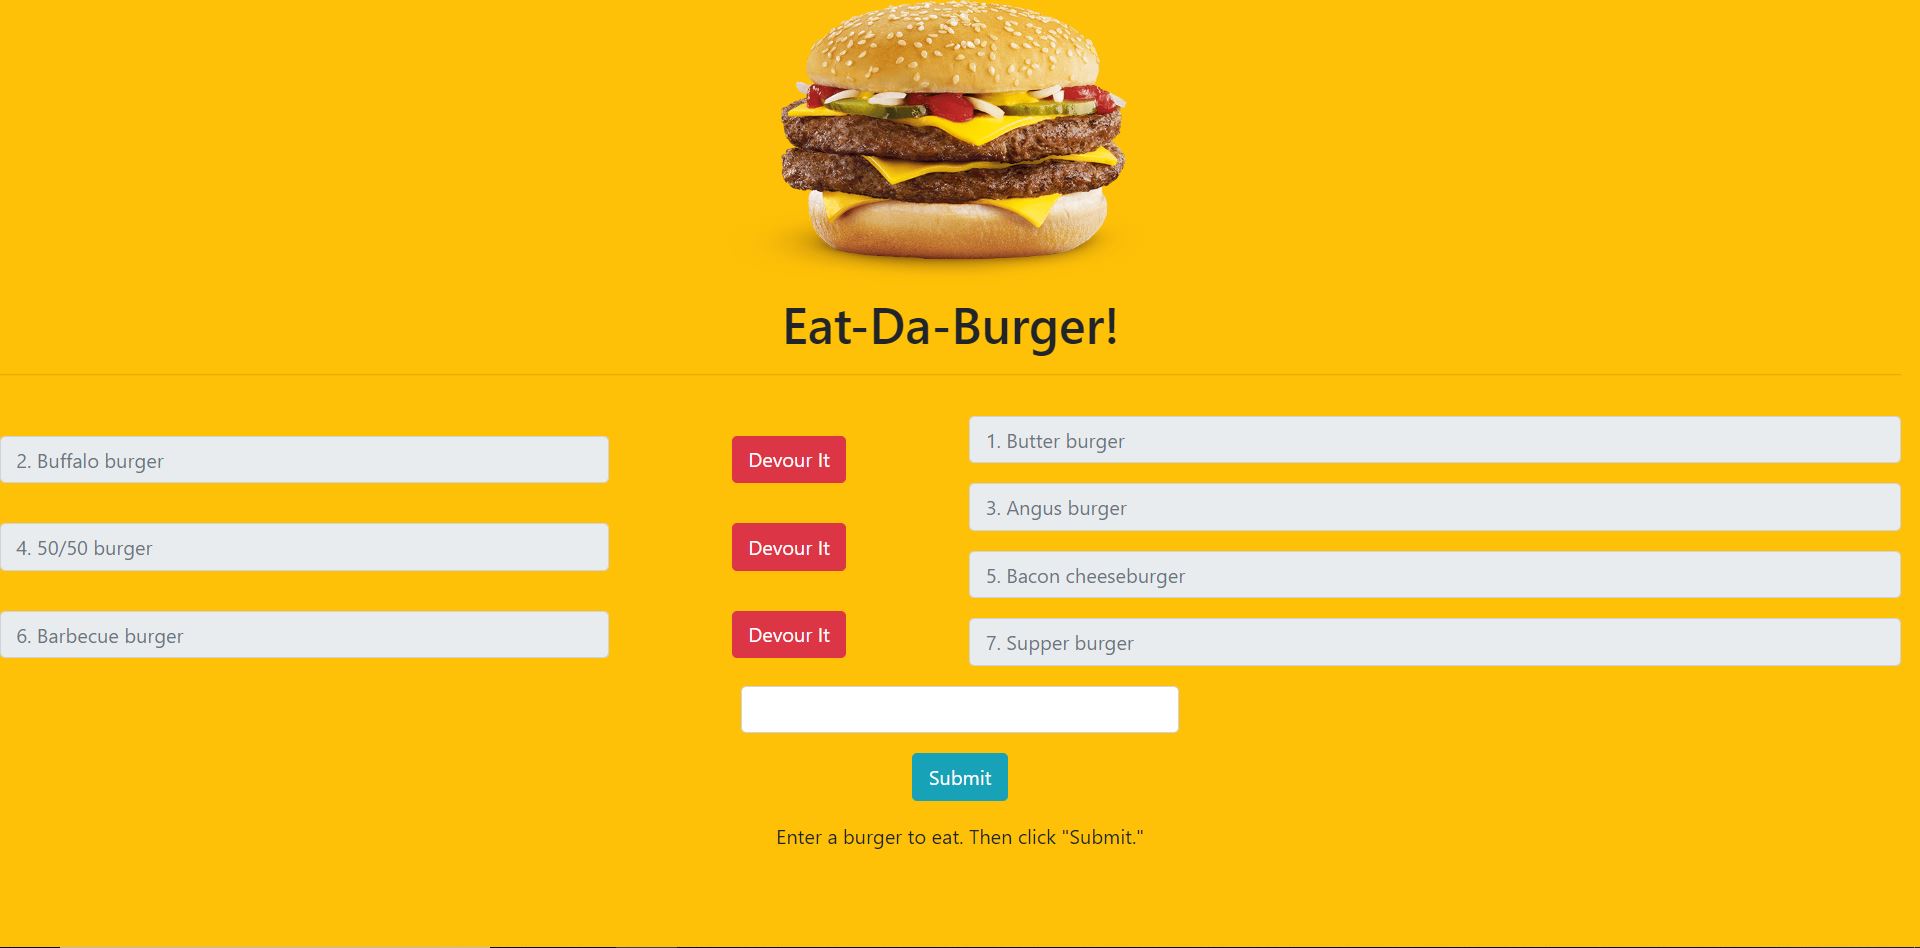 Eat-Da-Burger!
2. Buffalo burger
Devour It
4. 50/50 burger
Devour It
6. Barbecue burger
Devour It
1. Butter burger
3. Angus burger
5. Bacon cheeseburger
7. Supper burger
Submit
Enter a burger to eat. Then click "Submit."